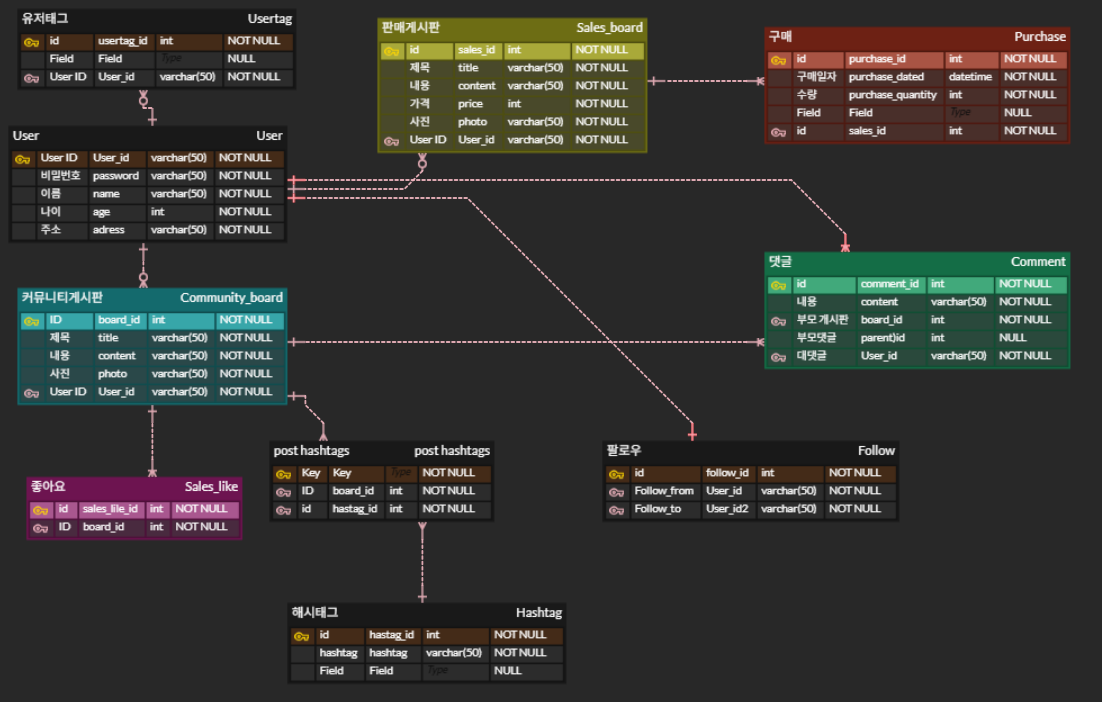 유저태그 Usertag
id usertag_id int NOT NULL
Field Field Type NULL
User ID User_id varchar(50) NOT NULL
판매게시판 Sales_board
id sales_id int NOT NULL
제목 title varchar(50) NOT NULL
내용 content varchar(50) NOT NULL
가격 price int NOT NULL
사진 photo varchar(50) NOT NULL
User ID User_id varchar(50) NOT NULL
구매 Purchase
id purchase_id int NOT NULL
구매일자 purchase_dated datetime NOT NULL
수량 purchase_quantity int NOT NULL
Field Field Type NULL
id sales_id int NOT NULL
User User
User ID User_id varchar(50) NOT NULL
비밀번호 password varchar(50) NOT NULL
이름 name varchar(50) NOT NULL
나이 age int NOT NULL
주소 adress varchar(50) NOT NULL
댓글 Comment
id comment_id int NOT NULL
내용 content varchar(50) NOT NULL
부모 게시판 board_id int NOT NULL
부모댓글 parent)id int NULL
대댓글 User_id varchar(50) NOT NULL
커뮤니티게시판 Community_board
ID board_id int NOT NULL
제목 title varchar(50) NOT NULL
내용 content varchar(50) NOT NULL
사진 photo varchar(50) NOT NULL
User ID User_id varchar(50) NOT NULL
post hashtags post hashtags
Key Key Type NOT NULL
ID board_id int NOT NULL
id hastag_id int NOT NULL
팔로우 Follow
id follow_id int NOT NULL
Follow_from User_id varchar(50) NOT NULL
Follow_to User_id2 varchar(50) NOT NULL
좋아요 Sales_like
id sales_lile_id int NOT NULL
ID board_id int NOT NULL
해시태그 Hashtag
id hastag_id int NOT NULL
hashtag hashtag varchar(50) NOT NULL
Field Field Type NULL